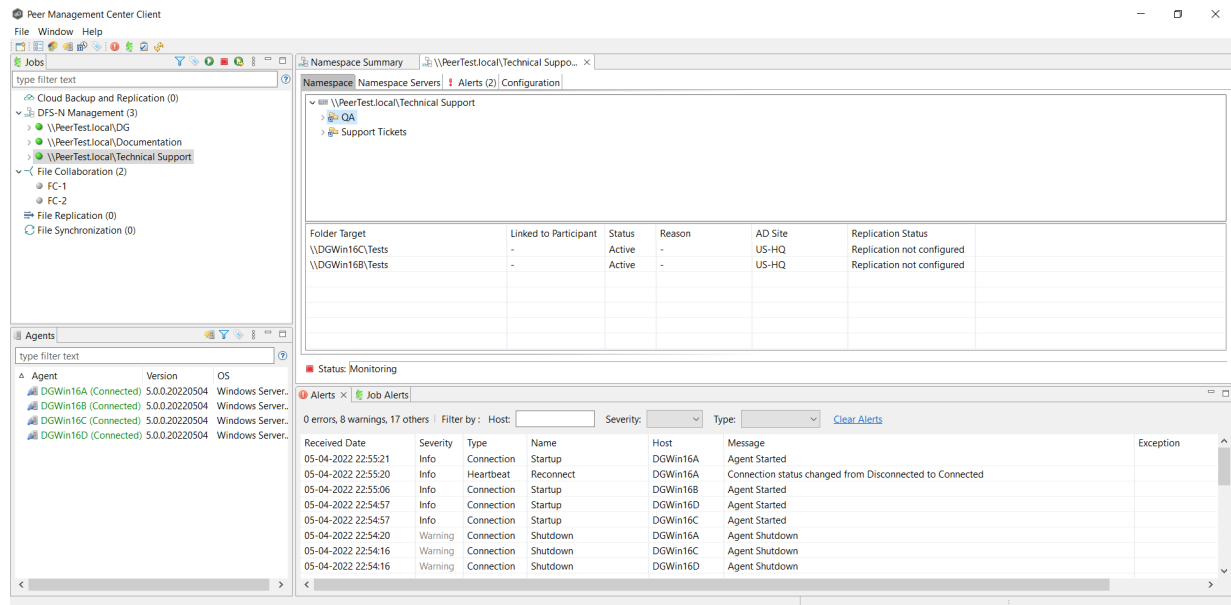 Peer Management Center Client
File Window Help
Jobs
type filter text
Cloud Backup and Replication (0)
DFS-N Management (3)
\\PeerTest.local\DG
\\PeerTest.local\Documentation
\\PeerTest.local\Technical Support
File Collaboration (2)
FC-1
FC-2
File Replication (0)
File Synchronization (0)
Agents
type filter text
Agent Version OS
DGWin16A (Connected) 5.0.0.20220504 Windows Server...
DGWin16B (Connected) 5.0.0.20220504 Windows Server...
DGWin16C (Connected) 5.0.0.20220504 Windows Server...
DGWin16D (Connected) 5.0.0.20220504 Windows Server...
Namespace Summary \\PeerTest.local\Technical Suppo...
Namespace Namespace Servers Alerts (2) Configuration
\\PeerTest.local\Technical Support
QA
Support Tickets
Folder Target Linked to Participant Status Reason AD Site Replication Status
\\DGWin16C\Tests - Active - US-HQ Replication not configured
\\DGWin16B\Tests - Active - US-HQ Replication not configured
Status: Monitoring
Alerts Job Alerts
0 errors, 8 warnings, 17 others Filter by : Host: Severity: Type: Clear Alerts
Received Date Severity Type Name Host Message Exception
05-04-2022 22:55:21 Info Connection Startup DGWin16A Agent Started
05-04-2022 22:55:20 Info Heartbeat Reconnect DGWin16A Connection status changed from Disconnected to Connected
05-04-2022 22:55:06 Info Connection Startup DGWin16B Agent Started
05-04-2022 22:54:57 Info Connection Startup DGWin16D Agent Started
05-04-2022 22:54:57 Info Connection Startup DGWin16C Agent Started
05-04-2022 22:54:20 Warning Connection Shutdown DGWin16A Agent Shutdown
05-04-2022 22:54:16 Warning Connection Shutdown DGWin16C Agent Shutdown
05-04-2022 22:54:16 Warning Connection Shutdown DGWin16D Agent Shutdown